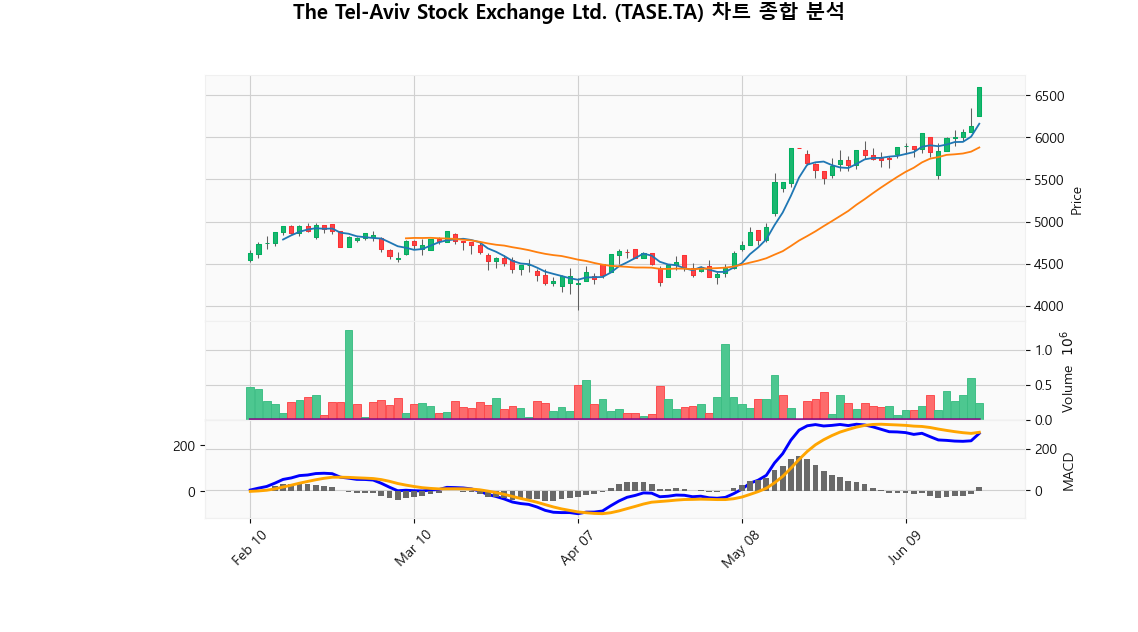 The Tel-Aviv Stock Exchange Ltd. (TASE.TA) 차트 종합 분석
6500
6000
5500
5000
4500
4000
Price
1.0
0.5
0.0
Volume 10⁶
200
0
200
0
MACD
Feb 10
Mar 10
Apr 07
May 08
Jun 09